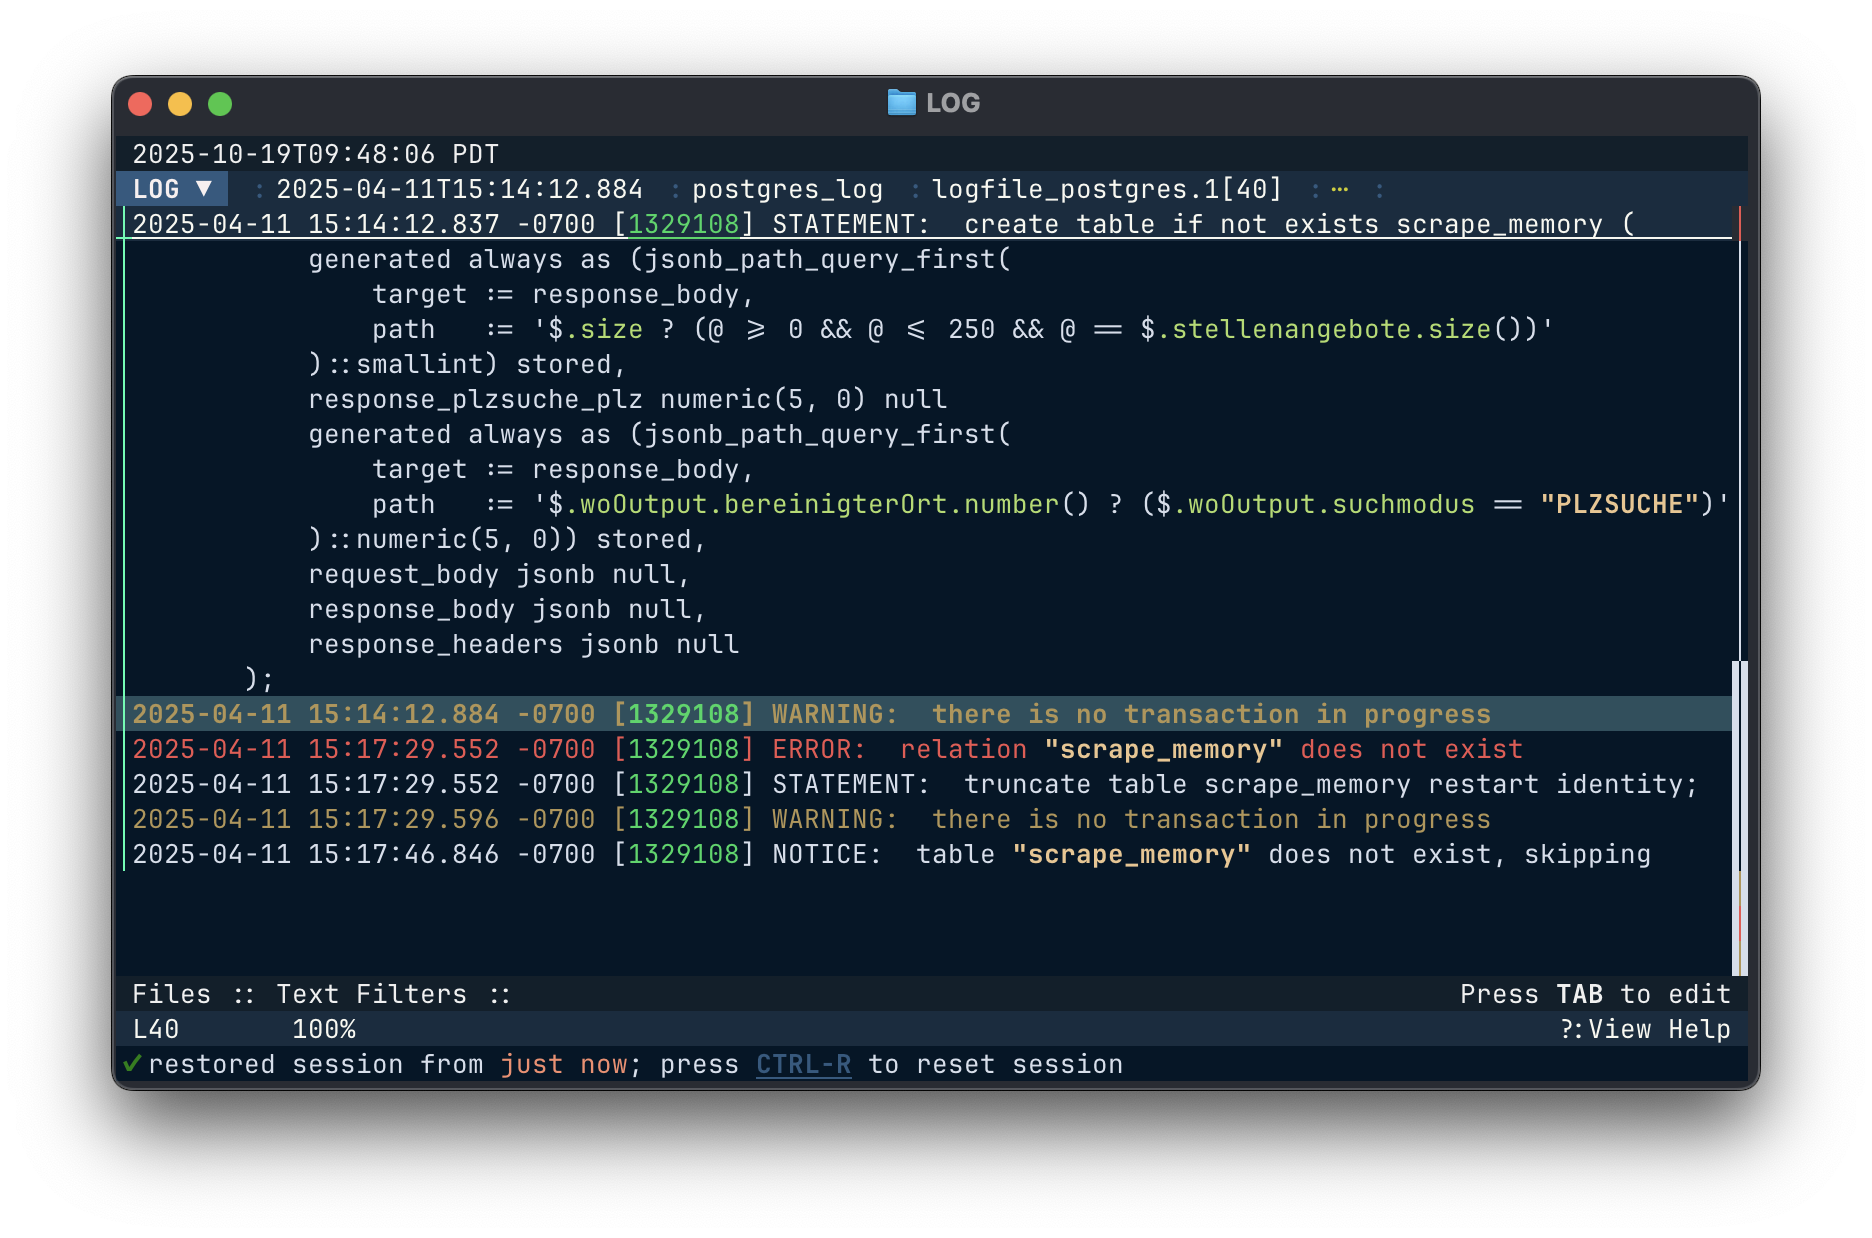 LOG
2025-10-19T09:48:06 PDT
LOG ▼ : 2025-04-11T15:14:12.884 : postgres_log : logfile_postgres.1[40] : ⋯ :
2025-04-11 15:14:12.837 -0700 [1329108] STATEMENT:  create table if not exists scrape_memory (
generated always as (jsonb_path_query_first(
target := response_body,
path   := '$.size ? (@ >= 0 && @ <= 250 && @ == $.stellenangebote.size())'
)::smallint) stored,
response_plzsuche_plz numeric(5, 0) null
generated always as (jsonb_path_query_first(
target := response_body,
path   := '$.woOutput.bereinigterOrt.number() ? ($.woOutput.suchmodus == "PLZSUCHE")'
)::numeric(5, 0)) stored,
request_body jsonb null,
response_body jsonb null,
response_headers jsonb null
);
2025-04-11 15:14:12.884 -0700 [1329108] WARNING:  there is no transaction in progress
2025-04-11 15:17:29.552 -0700 [1329108] ERROR:  relation "scrape_memory" does not exist
2025-04-11 15:17:29.552 -0700 [1329108] STATEMENT:  truncate table scrape_memory restart identity;
2025-04-11 15:17:29.596 -0700 [1329108] WARNING:  there is no transaction in progress
2025-04-11 15:17:46.846 -0700 [1329108] NOTICE:  table "scrape_memory" does not exist, skipping
Files :: Text Filters :: Press TAB to edit
L40 100% ?:View Help
✓restored session from just now; press CTRL-R to reset session